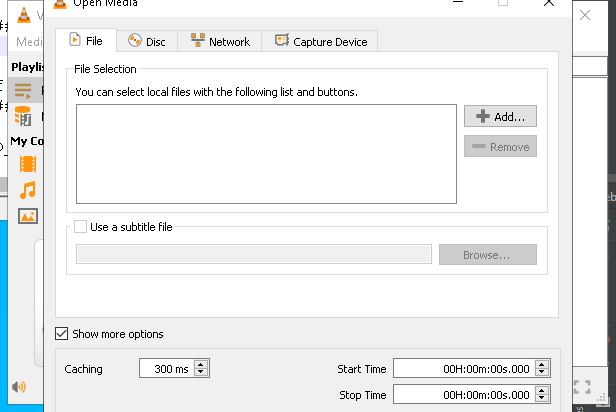 Open Media
Medi
File
Disc
Network
Capture Device
Playlis
File Selection
You can select local files with the following list and buttons.
Add...
Remove
My Co
Use a subtitle file
Browse...
Show more options
Caching
300 ms
Start Time
00H:00m:00s.000
Stop Time
00H:00m:00s.000